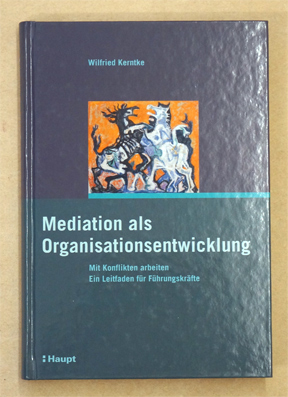 Wilfried Kerntke
Mediation als
Organisationsentwicklung
Mit Konflikten arbeiten
Ein Leitfaden für Führungskräfte
Haupt